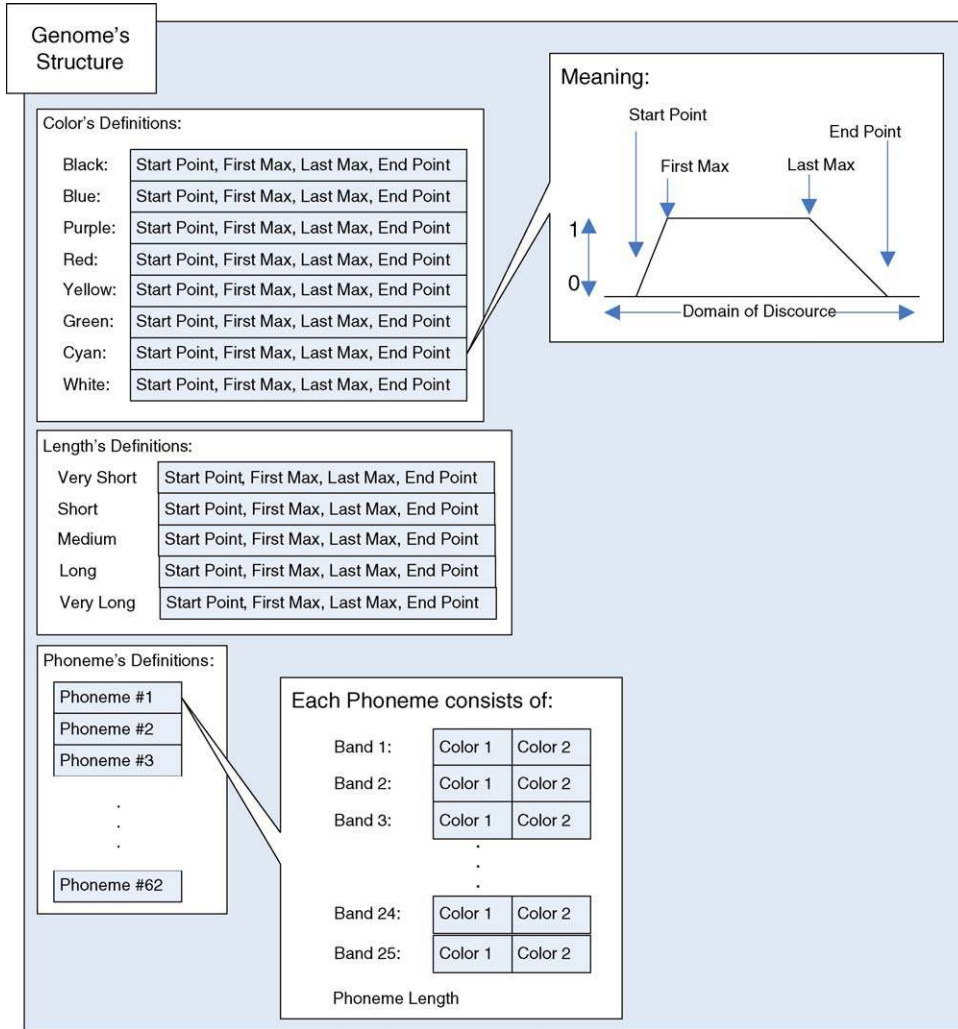 Genome's
Structure
Color's Definitions:
Black: Start Point, First Max, Last Max, End Point
Blue: Start Point, First Max, Last Max, End Point
Purple: Start Point, First Max, Last Max, End Point
Red: Start Point, First Max, Last Max, End Point
Yellow: Start Point, First Max, Last Max, End Point
Green: Start Point, First Max, Last Max, End Point
Cyan: Start Point, First Max, Last Max, End Point
White: Start Point, First Max, Last Max, End Point
Meaning:
Start Point
End Point
First Max
Last Max
1
0
Domain of Discource
Length's Definitions:
Very Short Start Point, First Max, Last Max, End Point
Short Start Point, First Max, Last Max, End Point
Medium Start Point, First Max, Last Max, End Point
Long Start Point, First Max, Last Max, End Point
Very Long Start Point, First Max, Last Max, End Point
Phoneme's Definitions:
Phoneme #1
Phoneme #2
Phoneme #3
.
.
.
Phoneme #62
Each Phoneme consists of:
Band 1: Color 1 Color 2
Band 2: Color 1 Color 2
Band 3: Color 1 Color 2
.
.
.
Band 24: Color 1 Color 2
Band 25: Color 1 Color 2
Phoneme Length